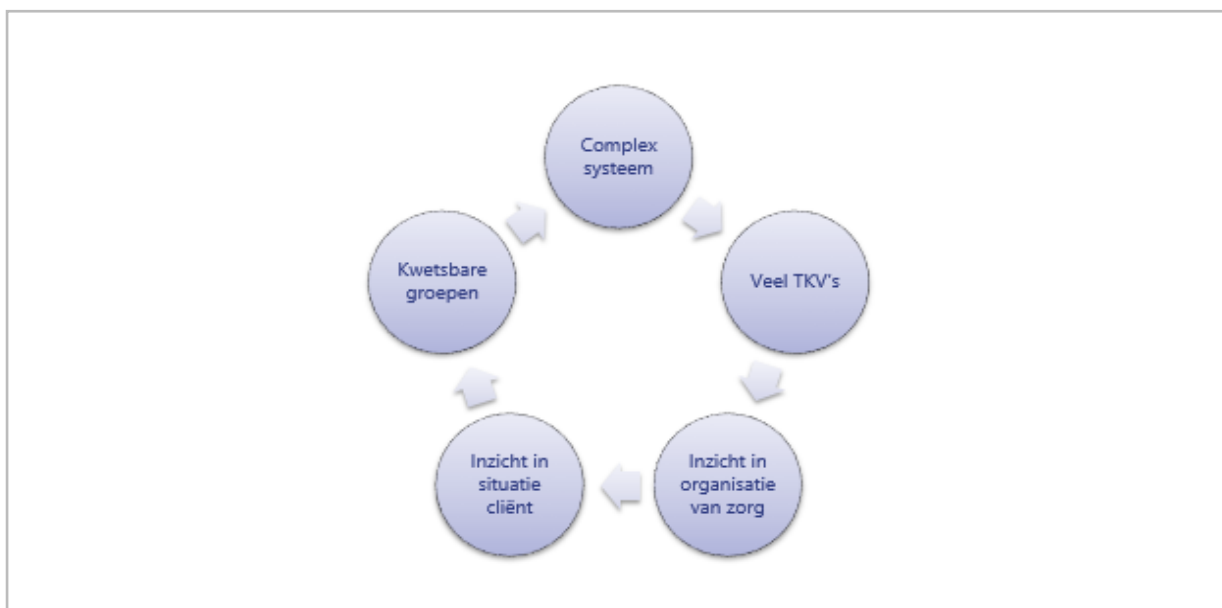 Complex
systeem
Veel TKV's
Inzicht in
organisatie
van zorg
Inzicht in
situatie
cliënt
Kwetsbare
groepen